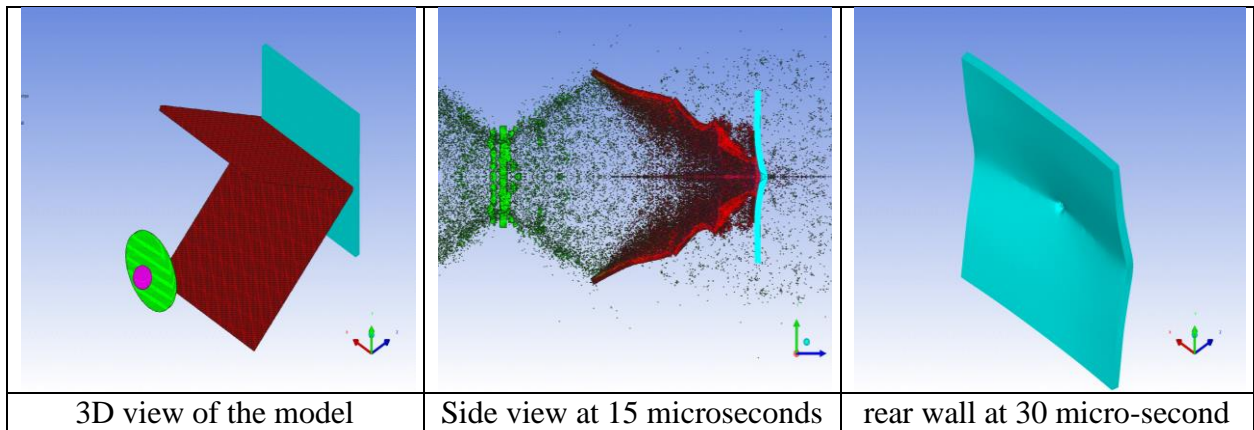 3D view of the model
Side view at 15 microseconds
rear wall at 30 micro-second